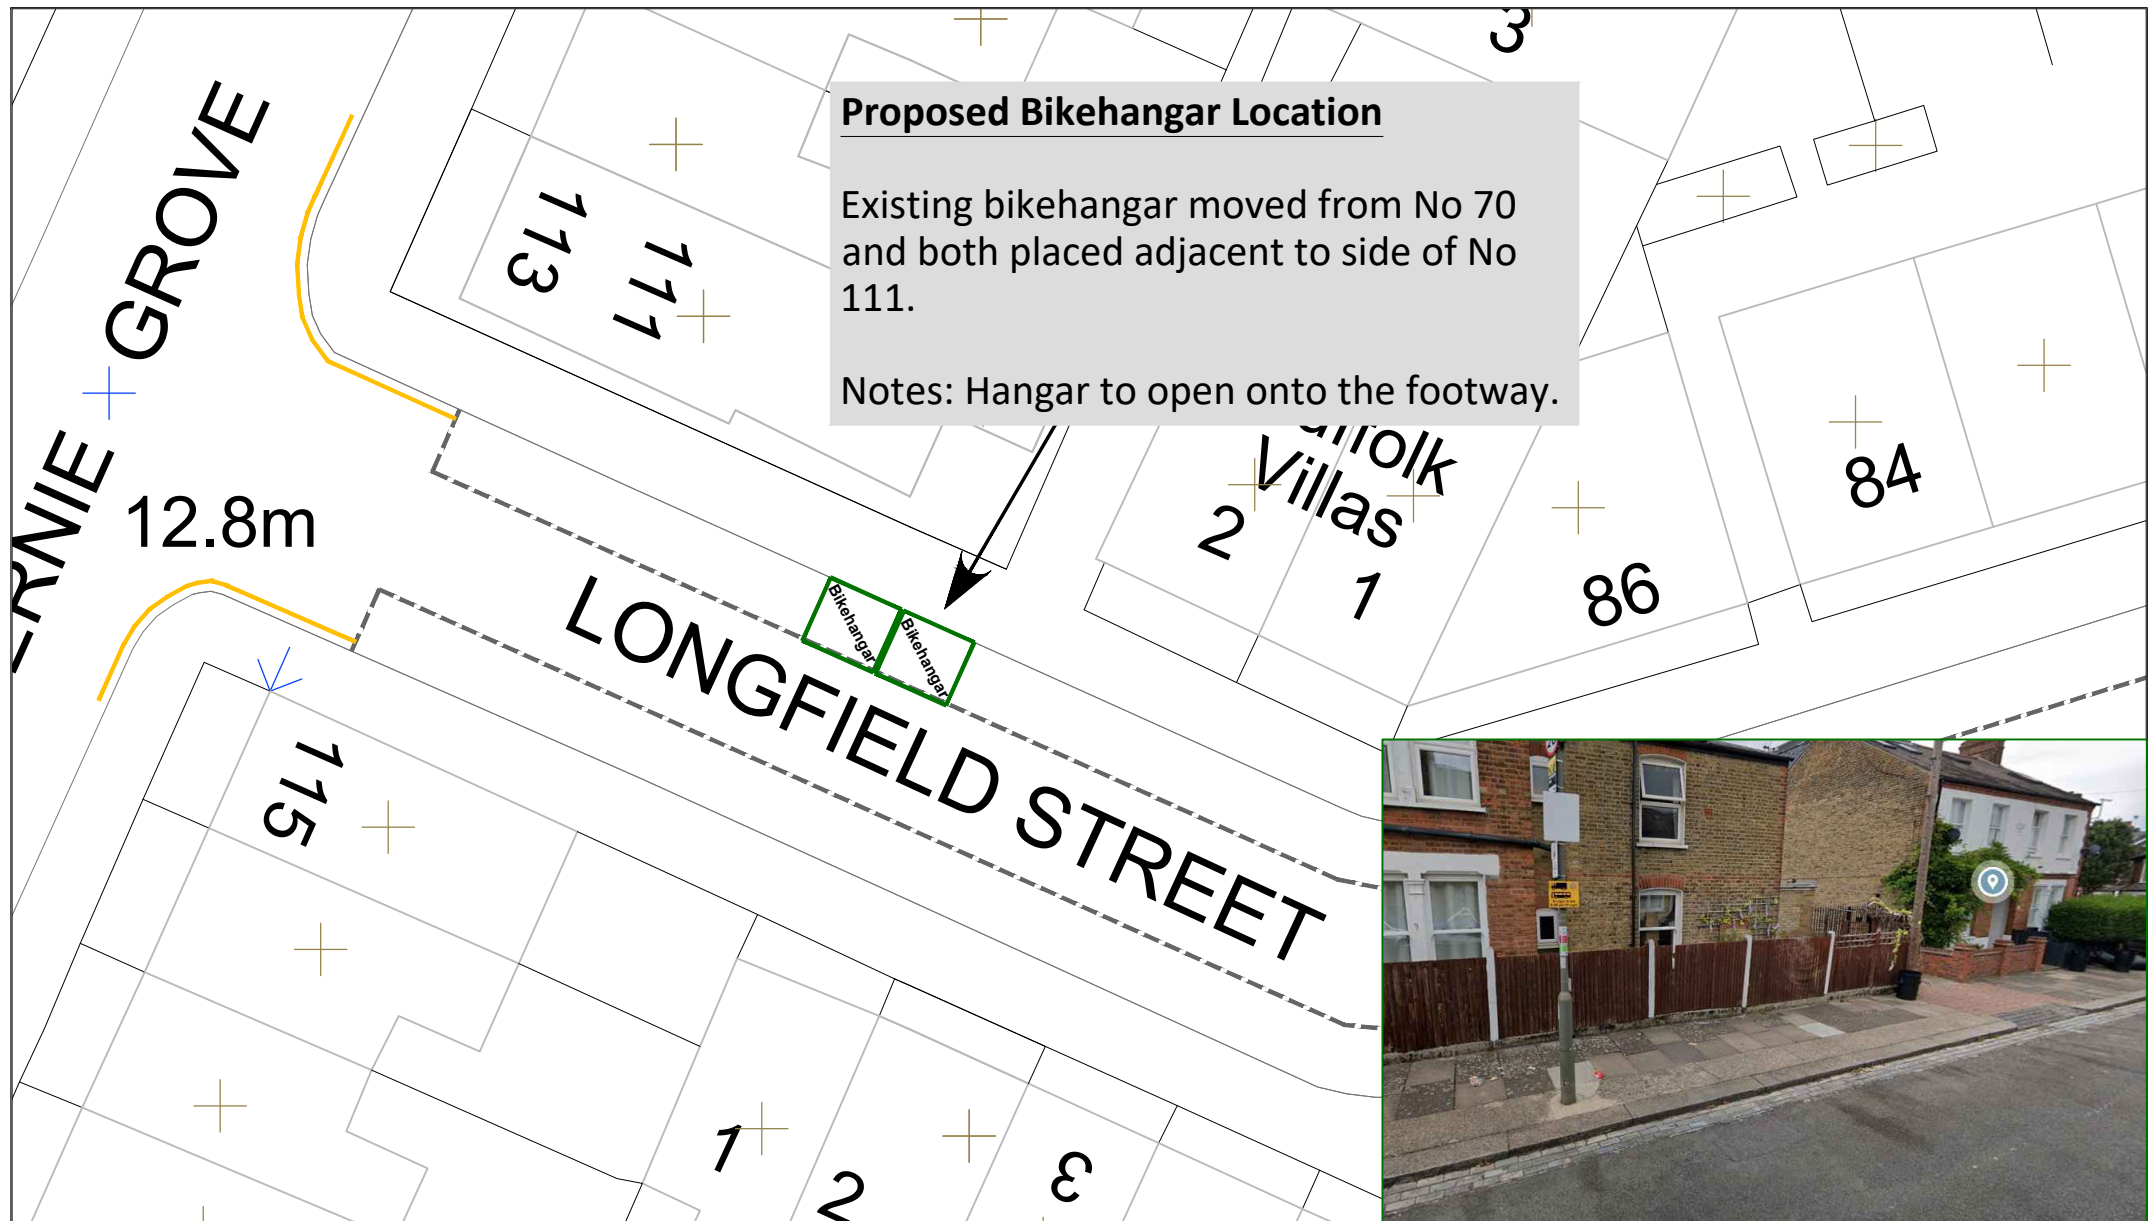 3
Proposed Bikehangar Location
Existing bikehangar moved from No 70
and both placed adjacent to side of No
111.
Notes: Hangar to open onto the footway.
GROVE
113
111
Villas
2
1
86
84
12.8m
Bikehangar
Bikehangar
LONGFIELD STREET
115
1
2
3